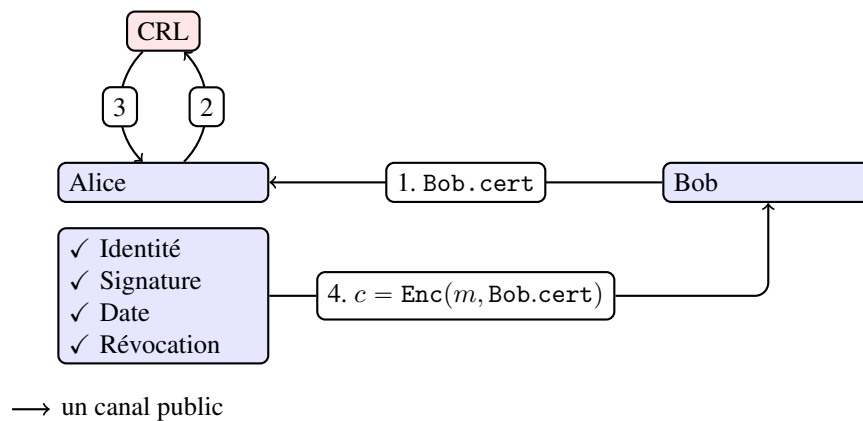 CRL
3
2
Alice
1. Bob.cert
Bob
✓ Identité
✓ Signature
✓ Date
✓ Révocation
4. c = Enc(m, Bob.cert)
un canal public